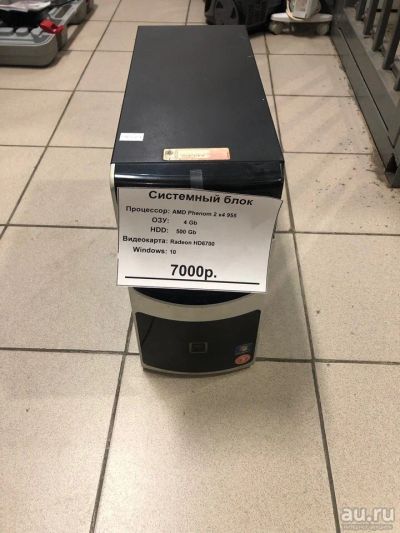 Системный блок
Процессор: AMD Phenom 2 x4 955
ОЗУ: 4 Gb
HDD: 500 Gb
Видеокарта: Radeon HD6700
Windows: 10
7000р.
au.ru